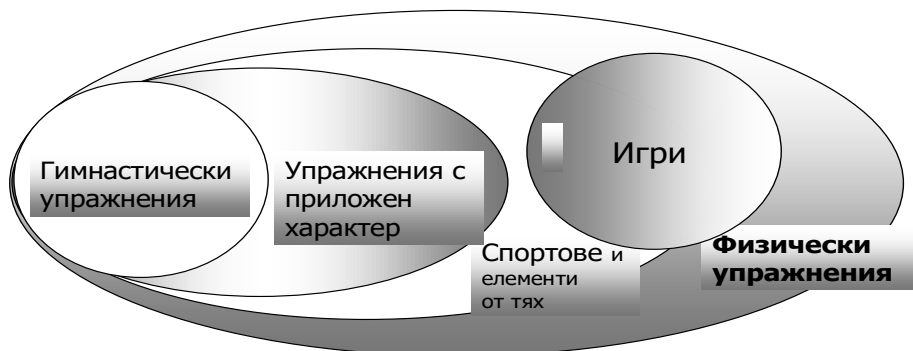 Гимнастически
упражнения
Упражнения с
приложен
характер
Игри
Спортове и
елементи
от тях
Физически
упражнения